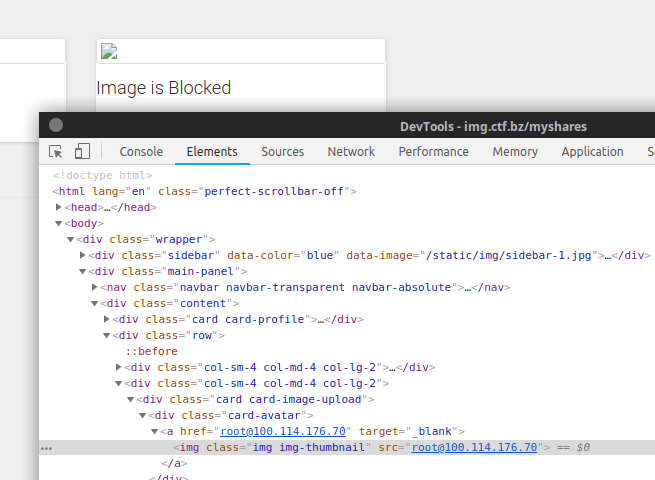 Image is Blocked
DevTools - img.ctf.bz/myshares
Console Elements Sources Network Performance Memory Application
<!doctype html>
<html lang="en" class="perfect-scrollbar-off">
<head>…</head>
<body>
<div class="wrapper">
<div class="sidebar" data-color="blue" data-image="/static/img/sidebar-1.jpg">…</div>
<div class="main-panel">
<nav class="navbar navbar-transparent navbar-absolute">…</nav>
<div class="content">
<div class="card card-profile">…</div>
<div class="row">
::before
<div class="col-sm-4 col-md-4 col-lg-2">…</div>
<div class="col-sm-4 col-md-4 col-lg-2">
<div class="card card-image-upload">
<div class="card-avatar">
<a href="root@100.114.176.70" target="_blank">
<img class="img img-thumbnail" src="root@100.114.176.70"> == $0
</a>
</div>